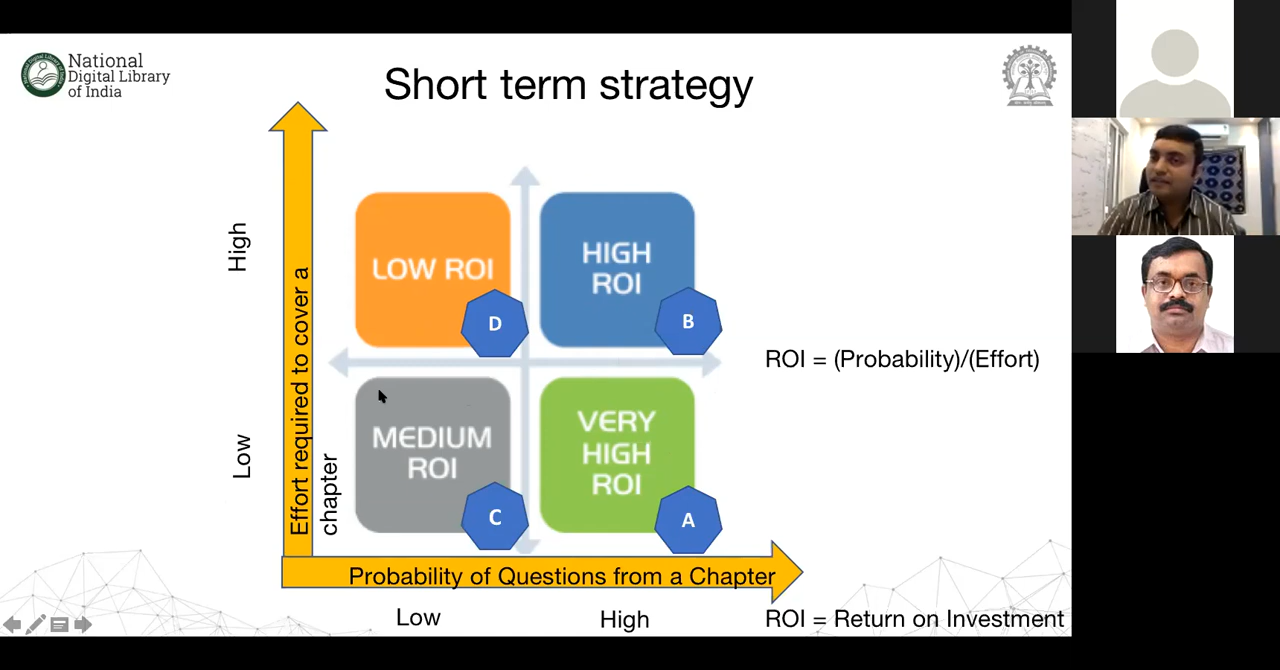 National
Digital Library
of India
Short term strategy
High
Low
Effort required to cover a
chapter
LOW ROI
D
HIGH
ROI
B
MEDIUM
ROI
C
VERY
HIGH
ROI
A
ROI = (Probability)/(Effort)
Probability of Questions from a Chapter
Low
High
ROI = Return on Investment